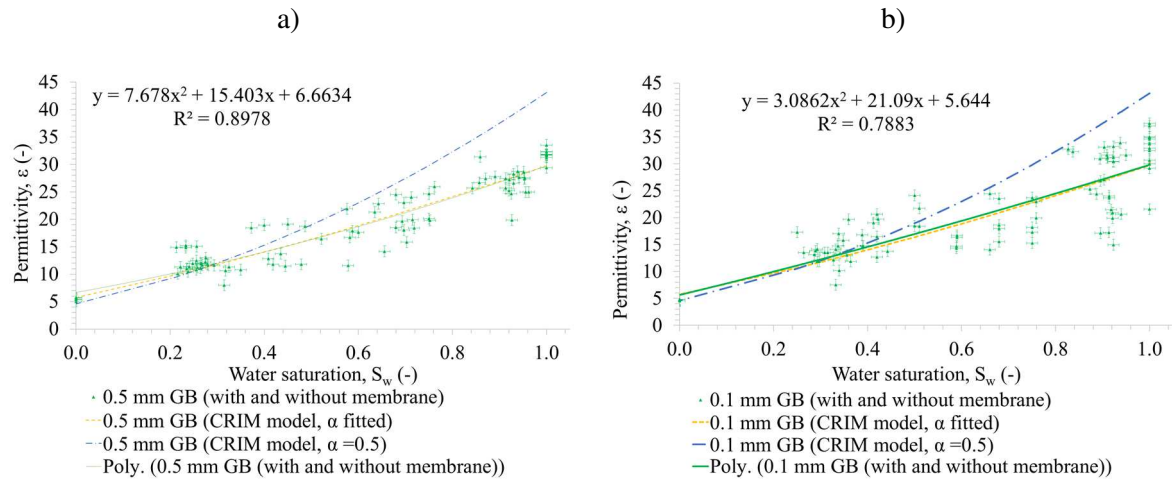 a)
y = 7.678x² + 15.403x + 6.6634
R² = 0.8978
Permittivity, ε (-)
45
40
35
30
25
20
15
10
5
0
0.0 0.2 0.4 0.6 0.8 1.0
Water saturation, Sw (-)
0.5 mm GB (with and without membrane)
0.5 mm GB (CRIM model, α fitted)
0.5 mm GB (CRIM model, α =0.5)
Poly. (0.5 mm GB (with and without membrane))
b)
y = 3.0862x² + 21.09x + 5.644
R² = 0.7883
Permittivity, ε (-)
45
40
35
30
25
20
15
10
5
0
0.0 0.2 0.4 0.6 0.8 1.0
Water saturation, Sw (-)
0.1 mm GB (with and without membrane)
0.1 mm GB (CRIM model, α fitted)
0.1 mm GB (CRIM model, α =0.5)
Poly. (0.1 mm GB (with and without membrane))